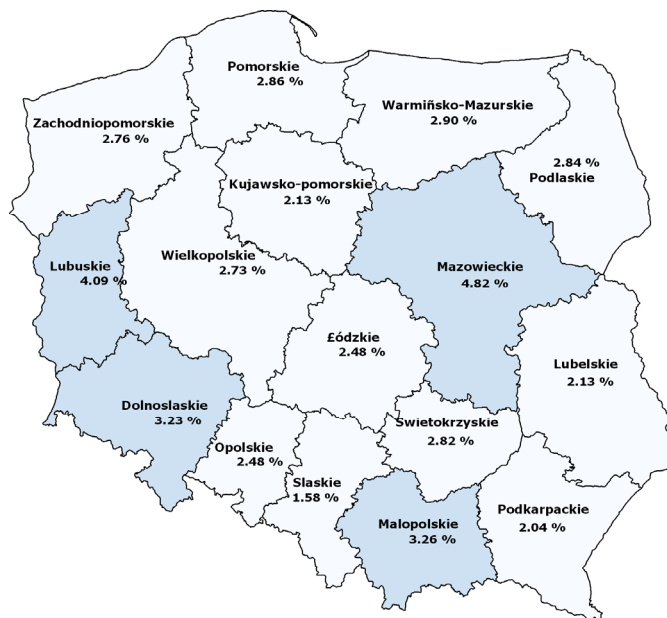 Pomorskie
2.86 %
Warmiñsko-Mazurskie
2.90 %
Zachodniopomorskie
2.76 %
2.84 %
Podlaskie
Kujawsko-pomorskie
2.13 %
Wielkopolskie
2.73 %
Lubuskie
4.09 %
Mazowieckie
4.82 %
£ódzkie
2.48 %
Lubelskie
2.13 %
Dolnoslaskie
3.23 %
Swietokrzyskie
2.82 %
Opolskie
2.48 %
Slaskie
1.58 %
Malopolskie
3.26 %
Podkarpackie
2.04 %